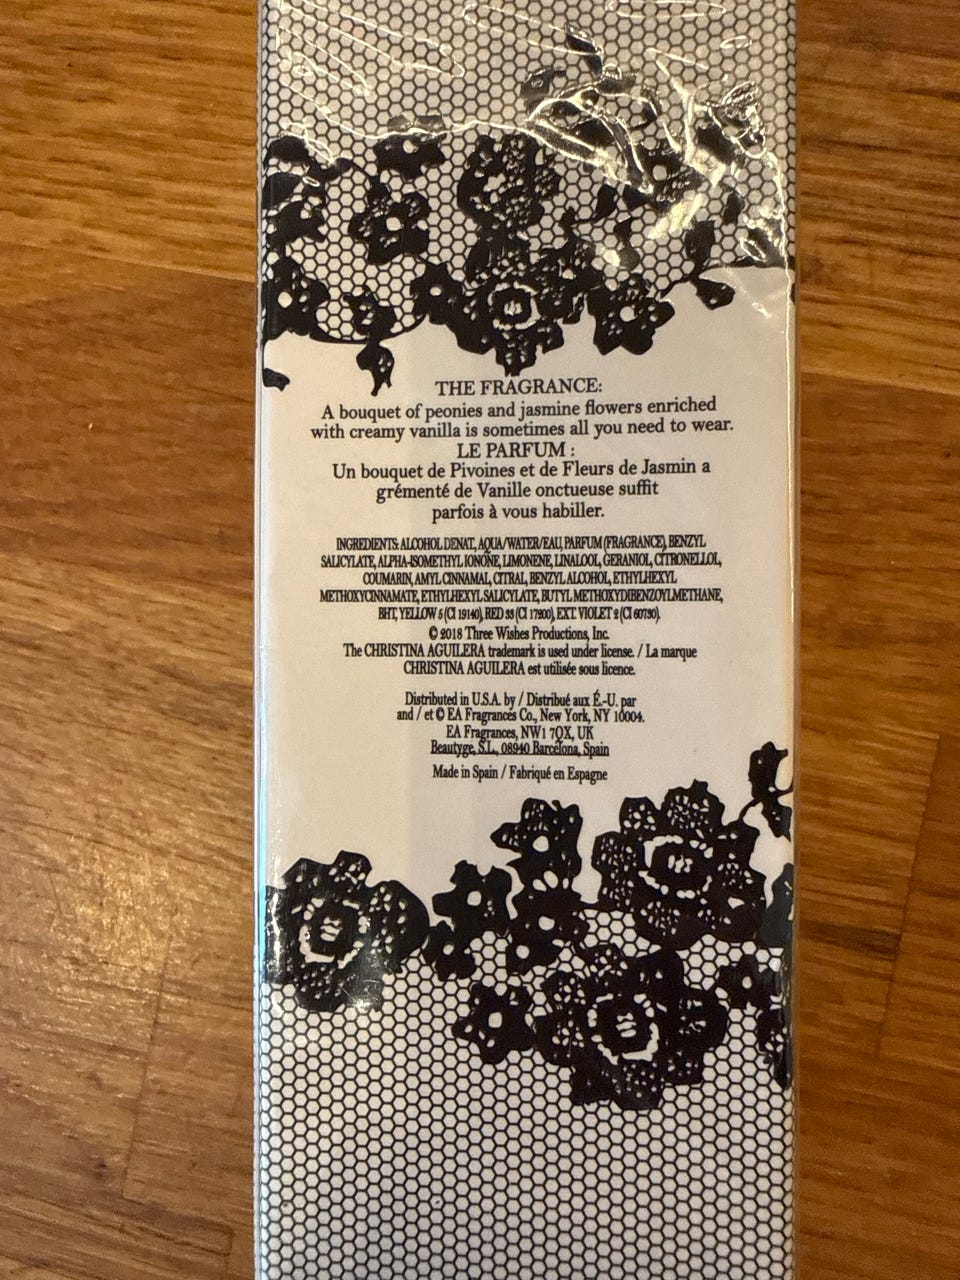 THE FRAGRANCE:
A bouquet of peonies and jasmine flowers enriched
with creamy vanilla is sometimes all you need to wear.
LE PARFUM :
Un bouquet de Pivoines et de Fleurs de Jasmin a
grémenté de Vanille onctueuse suffit
parfois à vous habiller.
INGREDIENTS: ALCOHOL DENAT, AQUA/WATER/EAU, PARFUM (FRAGRANCE), BENZYL
SALICYLATE, ALPHA-ISOMETHYL IONONE, LIMONENE, LINALOOL, GERANIOL, CITRONELLOL,
COUMARIN, AMYL CINNAMAL, CITRAL, BENZYL ALCOHOL, ETHYLHEXYL
METHOXYCINNAMATE, ETHYLHEXYL SALICYLATE, BUTYL METHOXYDIBENZOYLMETHANE,
BHT, YELLOW 5 (CI 19140), RED 33 (CI 17200), EXT. VIOLET 2 (CI 60730).
© 2018 Three Wishes Productions, Inc.
The CHRISTINA AGUILERA trademark is used under license. / La marque
CHRISTINA AGUILERA est utilisée sous licence.
Distributed in U.S.A. by / Distribué aux É.-U. par
and / et © EA Fragrances Co., New York, NY 10004.
EA Fragrances, NW1 7QX, UK
Beautyge, S.L., 08940 Barcelona, Spain
Made in Spain / Fabriqué en Espagne